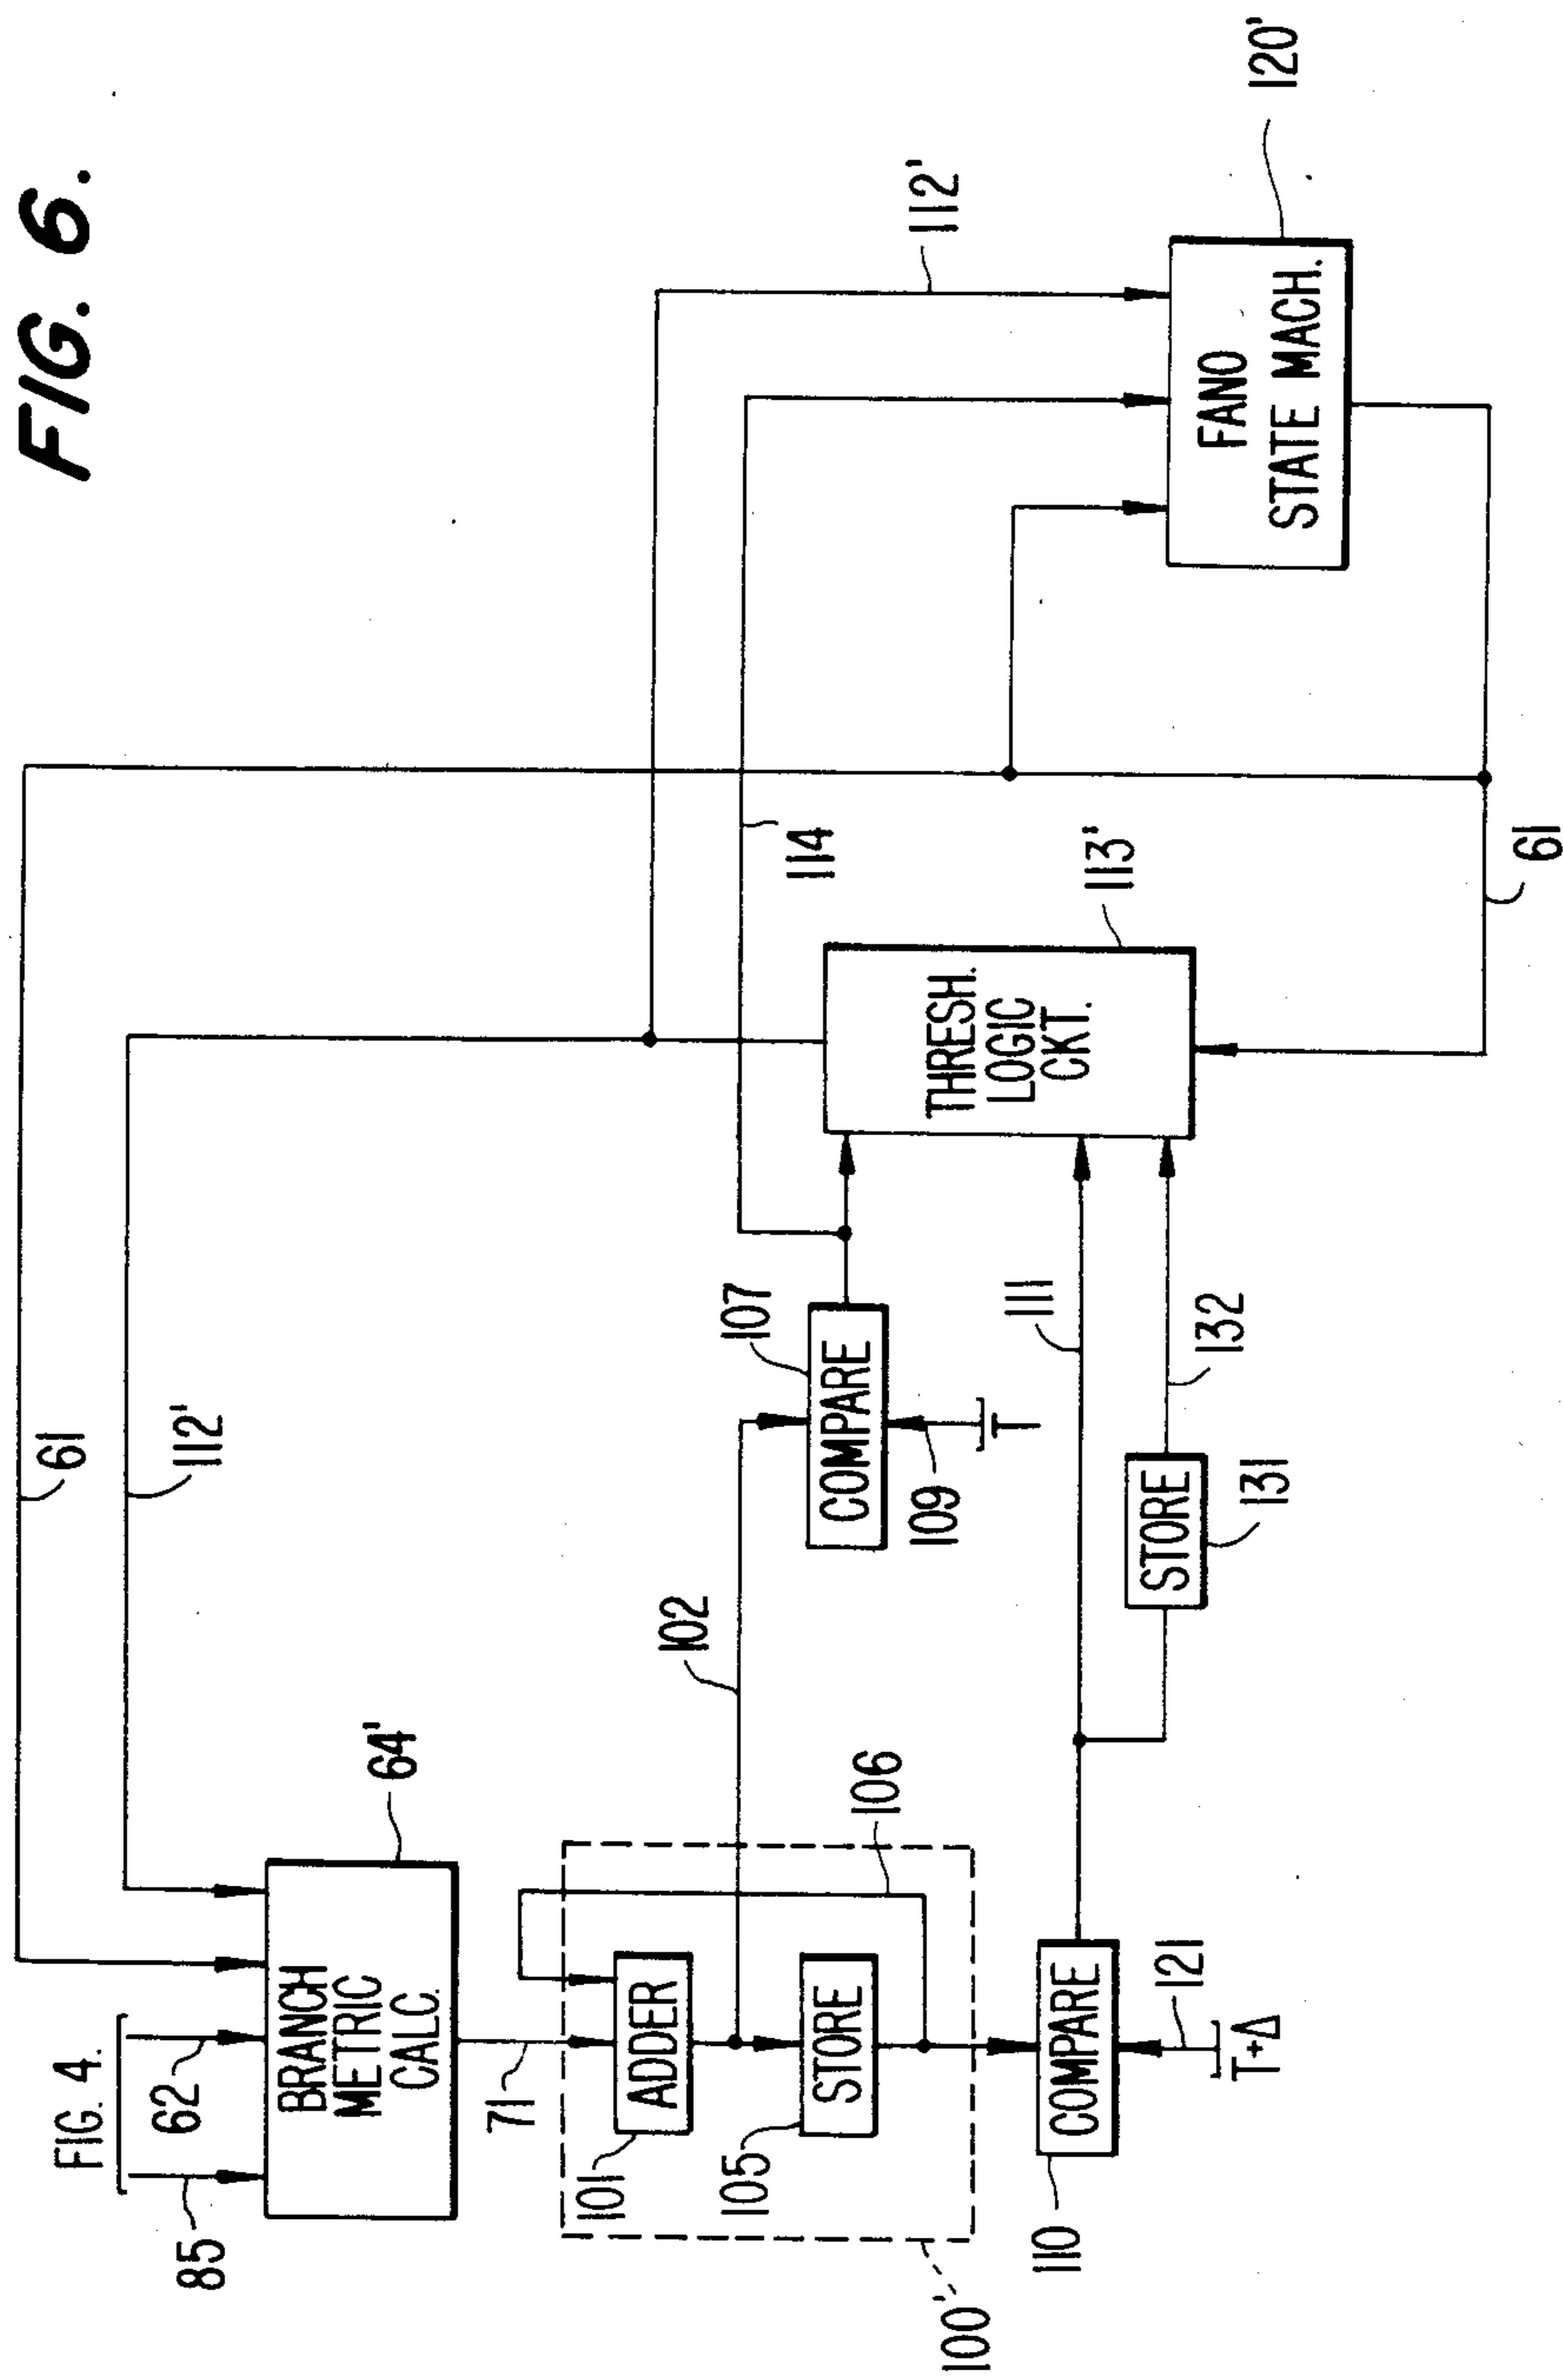 FIG. 6.
FIG. 4.
85
62
61
112'
BRANCH
METRIC
CALC.
64'
71
101
ADDER
102
105
STORE
106
100'
110
COMPARE
121
T+Δ
COMPARE
107
109
T
111
STORE
131
132
THRESH.
LOGIC
CKT.
113'
114
61
112'
FANO
STATE MACH.
120'